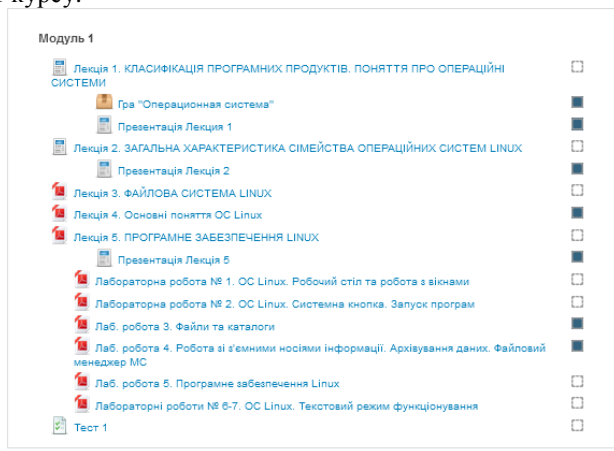 курсу.
Модуль 1
Лекція 1. КЛАСИФІКАЦІЯ ПРОГРАМНИХ ПРОДУКТІВ. ПОНЯТТЯ ПРО ОПЕРАЦІЙНІ
СИСТЕМИ
Гра "Операционная система"
Презентація Лекция 1
Лекція 2. ЗАГАЛЬНА ХАРАКТЕРИСТИКА СІМЕЙСТВА ОПЕРАЦІЙНИХ СИСТЕМ LINUX
Презентація Лекція 2
Лекція 3. ФАЙЛОВА СИСТЕМА LINUX
Лекція 4. Основні поняття ОС Linux
Лекція 5. ПРОГРАМНЕ ЗАБЕЗПЕЧЕННЯ LINUX
Презентація Лекція 5
Лабораторна робота № 1. ОС Linux. Робочий стіл та робота з вікнами
Лабораторна робота № 2. ОС Linux. Системна кнопка. Запуск програм
Лаб. робота 3. Файли та каталоги
Лаб. робота 4. Робота зі з'ємними носіями інформації. Архівування даних. Файловий
менеджер MC
Лаб. робота 5. Програмне забезпечення Linux
Лабораторні роботи № 6-7. ОС Linux. Текстовий режим функціонування
Тест 1